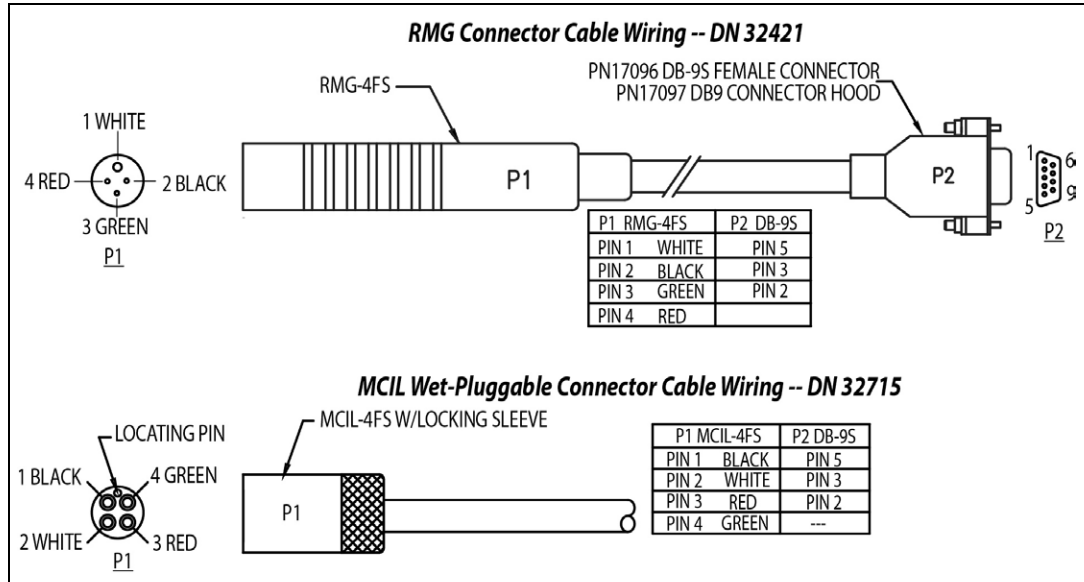 RMG Connector Cable Wiring -- DN 32421
PN17096 DB-9S FEMALE CONNECTOR
PN17097 DB9 CONNECTOR HOOD
RMG-4FS
1 WHITE
4 RED
2 BLACK
3 GREEN
P1
P1
P2
1
6
5
9
P2
P1 RMG-4FS P2 DB-9S
PIN 1 WHITE PIN 5
PIN 2 BLACK PIN 3
PIN 3 GREEN PIN 2
PIN 4 RED
MCIL Wet-Pluggable Connector Cable Wiring -- DN 32715
MCIL-4FS W/LOCKING SLEEVE
LOCATING PIN
1 BLACK
4 GREEN
2 WHITE
3 RED
P1
P1
P1 MCIL-4FS P2 DB-9S
PIN 1 BLACK PIN 5
PIN 2 WHITE PIN 3
PIN 3 RED PIN 2
PIN 4 GREEN ---